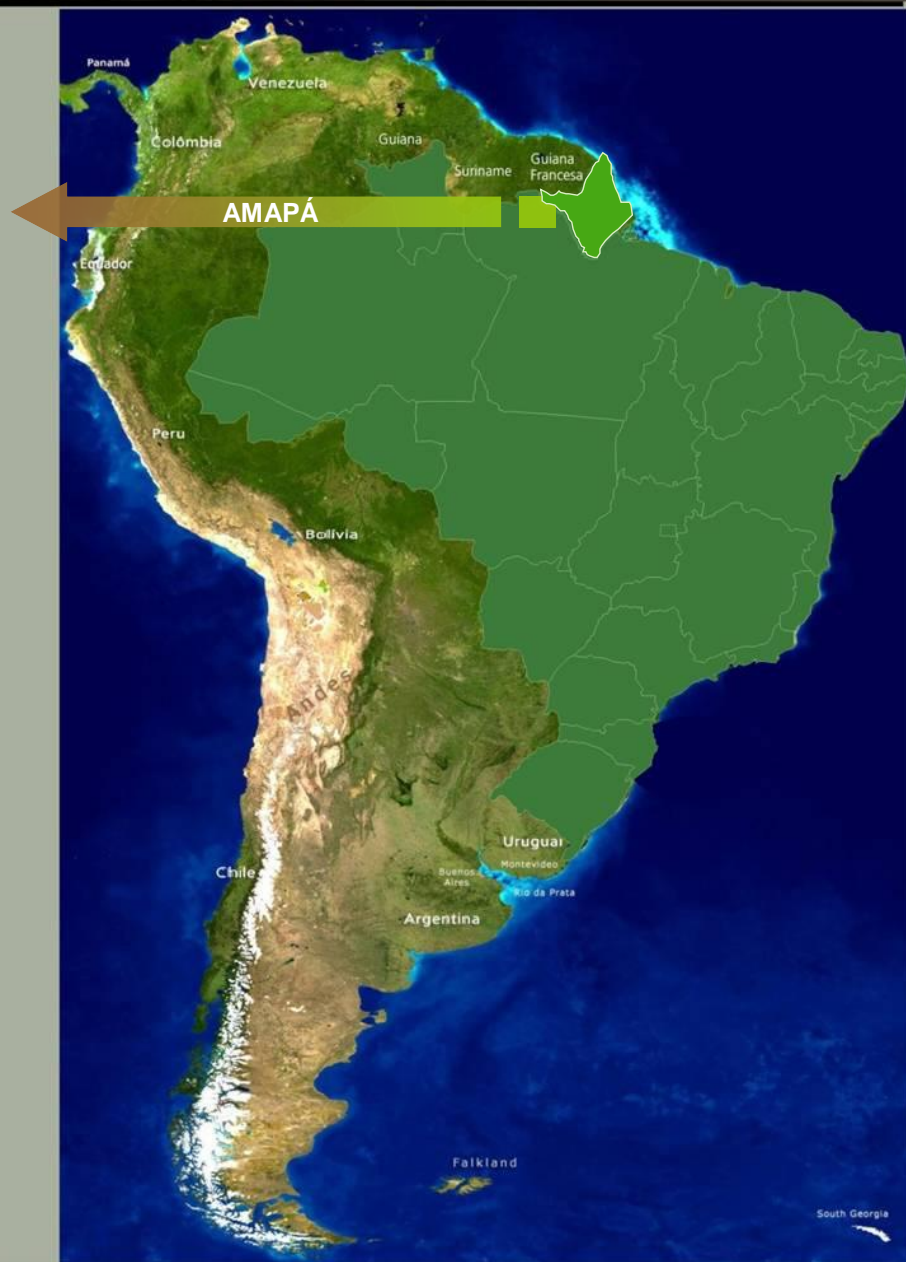 Panamá
Venezuela
Colômbia
Guiana
Suriname
Guiana
Francesa
AMAPÁ
Equador
Peru
Bolívia
Andes
Uruguai
Chile
Buenos
Aires
Montevideo
Rio da Prata
Argentina
Falkland
South Georgia